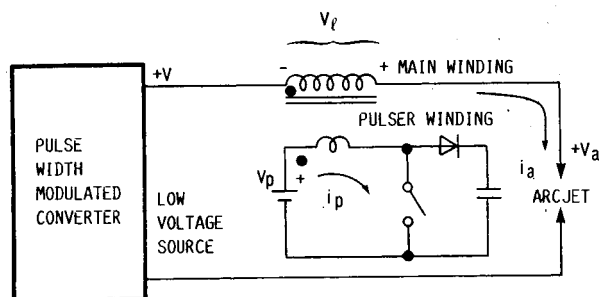 Vℓ
+V
- + MAIN WINDING
PULSER WINDING
PULSE
WIDTH
MODULATED
CONVERTER
LOW
VOLTAGE
SOURCE
Vp
+
ip
ia
+Va
ARCJET